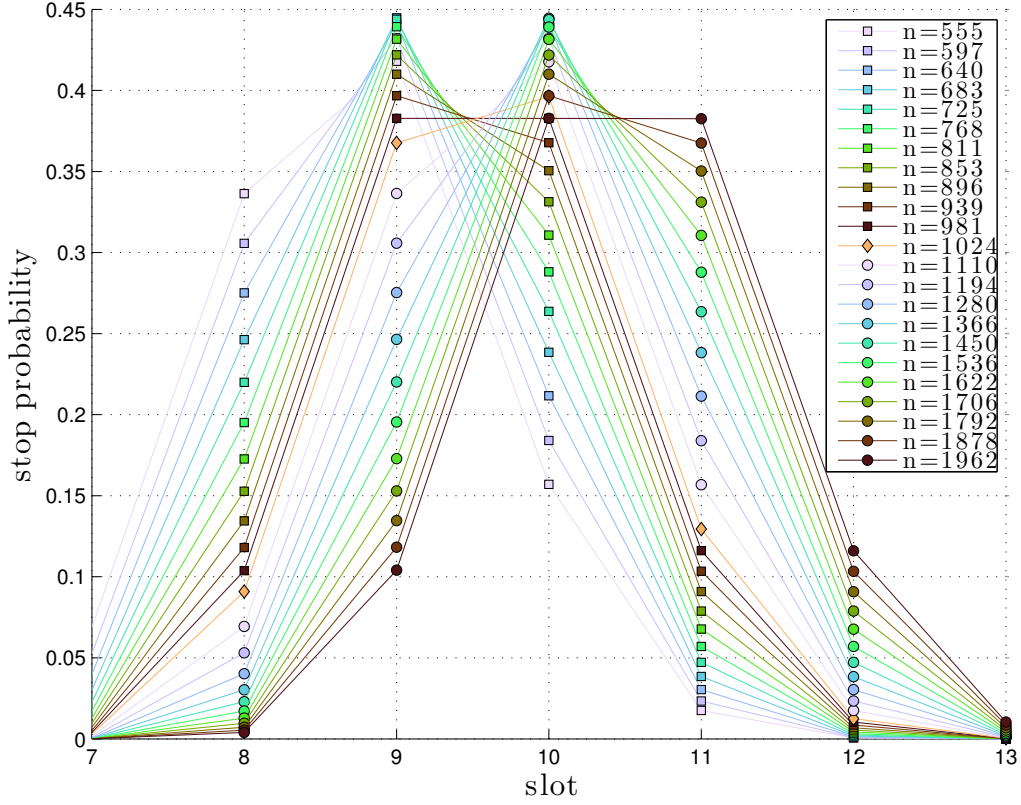 0.45
0.4
0.35
0.3
0.25
0.2
0.15
0.1
0.05
0
stop probability
7
8
9
10
11
12
13
slot
n=555
n=597
n=640
n=683
n=725
n=768
n=811
n=853
n=896
n=939
n=981
n=1024
n=1110
n=1194
n=1280
n=1366
n=1450
n=1536
n=1622
n=1706
n=1792
n=1878
n=1962